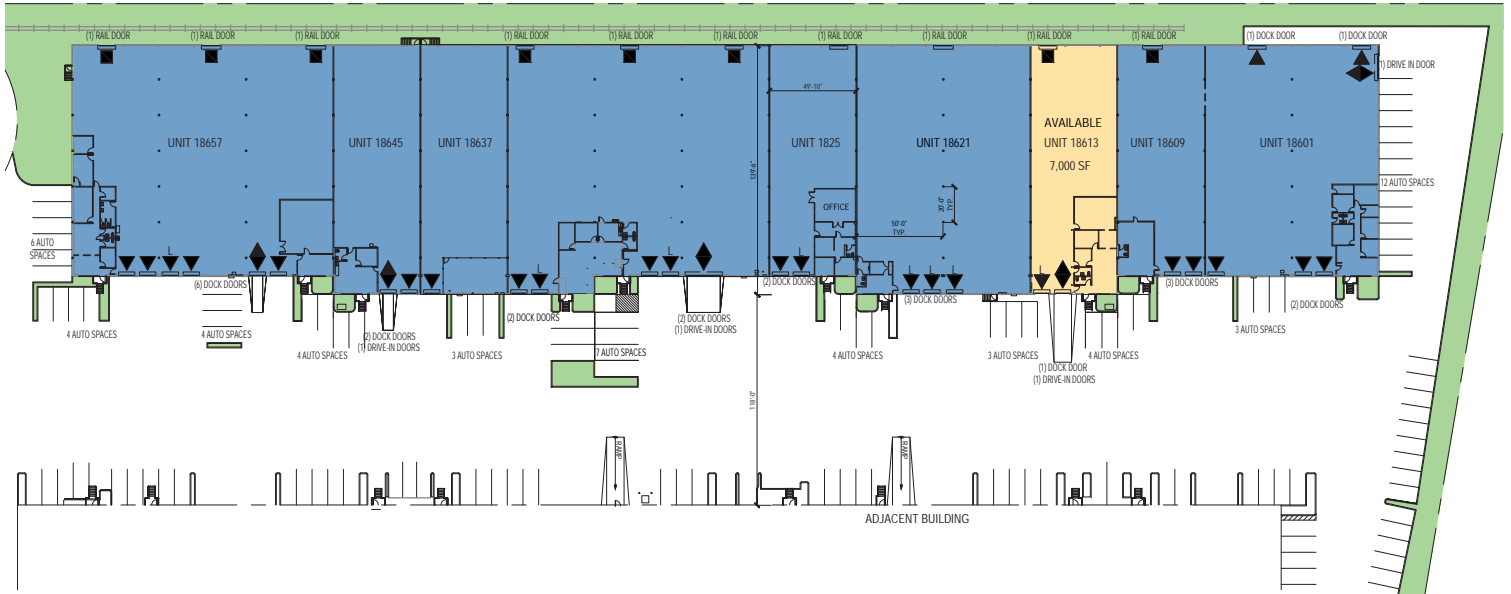 (1) RAIL DOOR
(1) RAIL DOOR
(1) RAIL DOOR
(1) RAIL DOOR
(1) RAIL DOOR
(1) RAIL DOOR
(1) RAIL DOOR
(1) RAIL DOOR
(1) RAIL DOOR
(1) RAIL DOOR
(1) DOCK DOOR
(1) DOCK DOOR
(1) DRIVE IN DOOR
49'-10"
UNIT 18657
UNIT 18645
UNIT 18637
139'-6"
UNIT 1825
UNIT 18621
AVAILABLE
UNIT 18613
7,000 SF
UNIT 18609
UNIT 18601
12 AUTO SPACES
OFFICE
50'-0"
TYP.
20'-0"
TYP.
6 AUTO
SPACES
(6) DOCK DOORS
(2) DOCK DOORS
(3) DOCK DOORS
(3) DOCK DOORS
(2) DOCK DOORS
4 AUTO SPACES
4 AUTO SPACES
4 AUTO SPACES
(2) DOCK DOORS
(1) DRIVE-IN DOORS
3 AUTO SPACES
(2) DOCK DOORS
7 AUTO SPACES
(2) DOCK DOORS
(1) DRIVE-IN DOORS
4 AUTO SPACES
3 AUTO SPACES
(1) DOCK DOOR
(1) DRIVE-IN DOORS
4 AUTO SPACES
3 AUTO SPACES
118'-0"
RAMP
RAMP
ADJACENT BUILDING